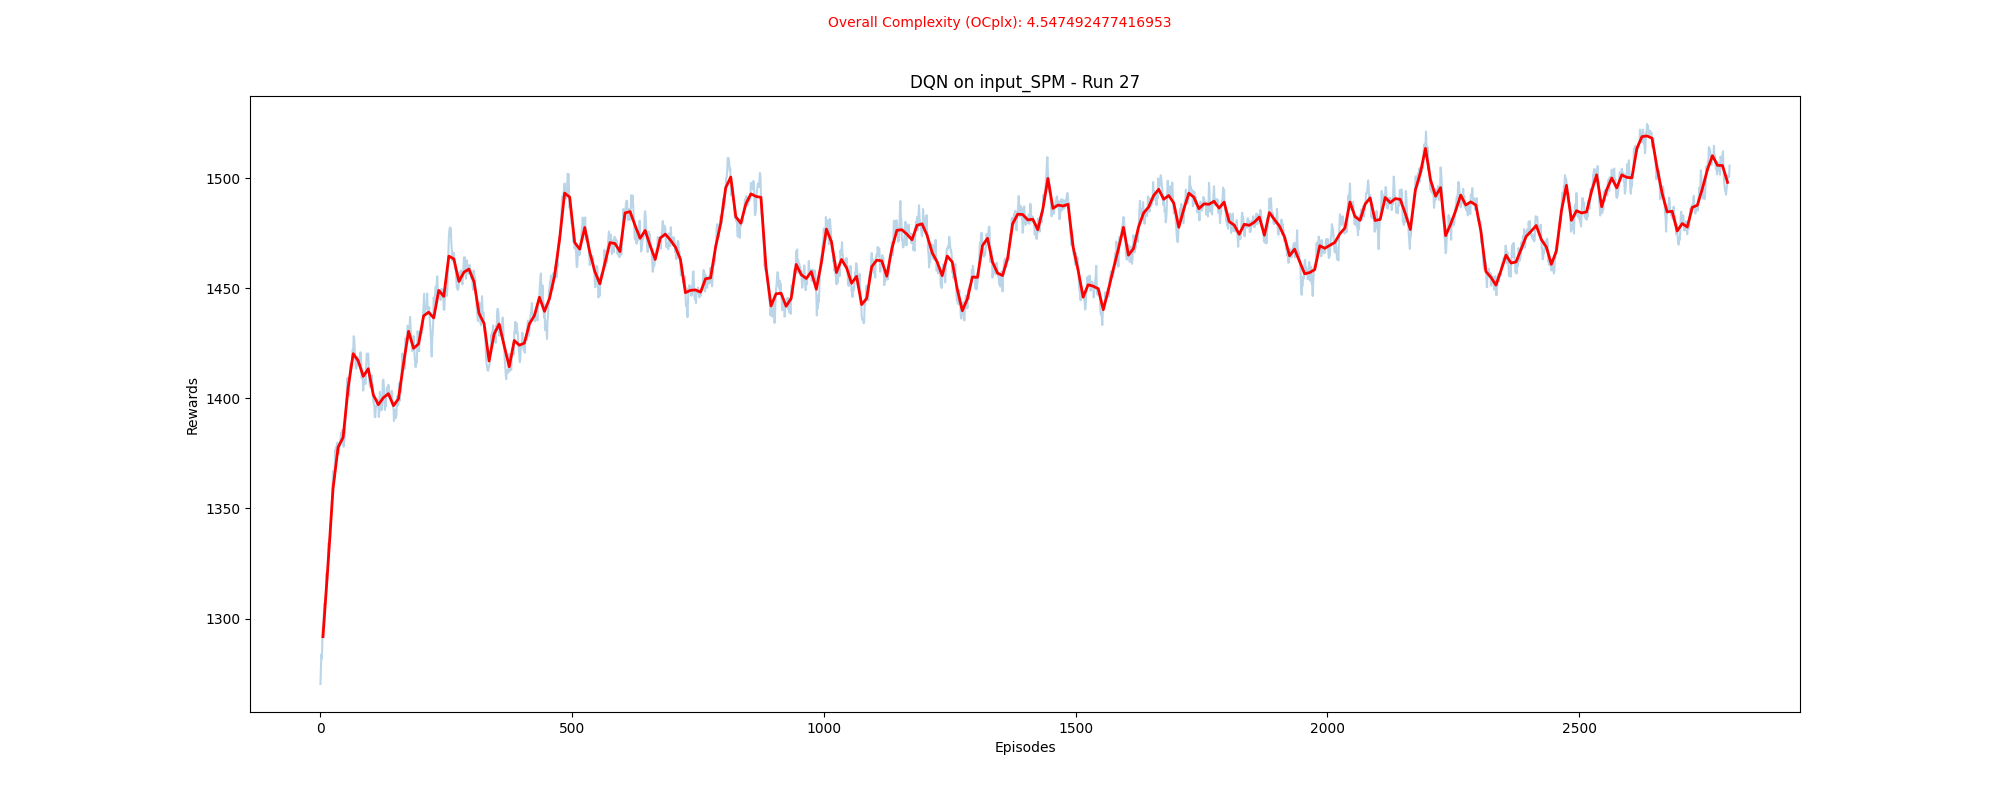 Overall Complexity (OCplx): 4.547492477416953
DQN on input_SPM - Run 27
1500
1450
1400
1350
1300
Rewards
0 500 1000 1500 2000 2500
Episodes